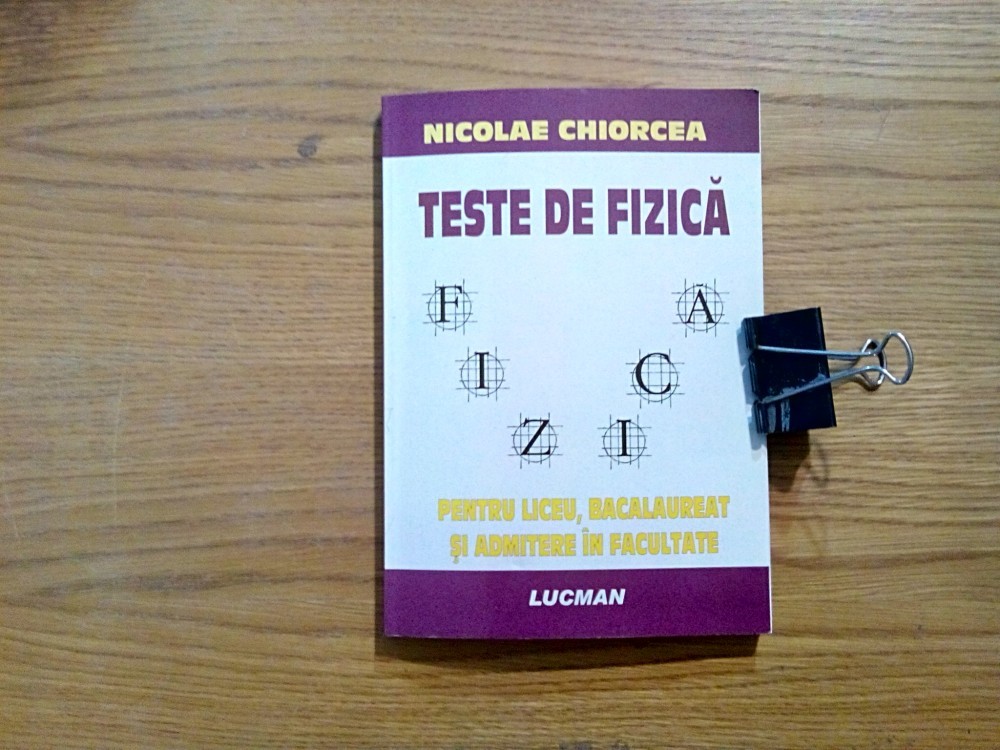 NICOLAE CHIORCEA
TESTE DE FIZICĂ
F
I
Z
I
C
Ă
PENTRU LICEU, BACALAUREAT
ȘI ADMITERE ÎN FACULTATE
LUCMAN